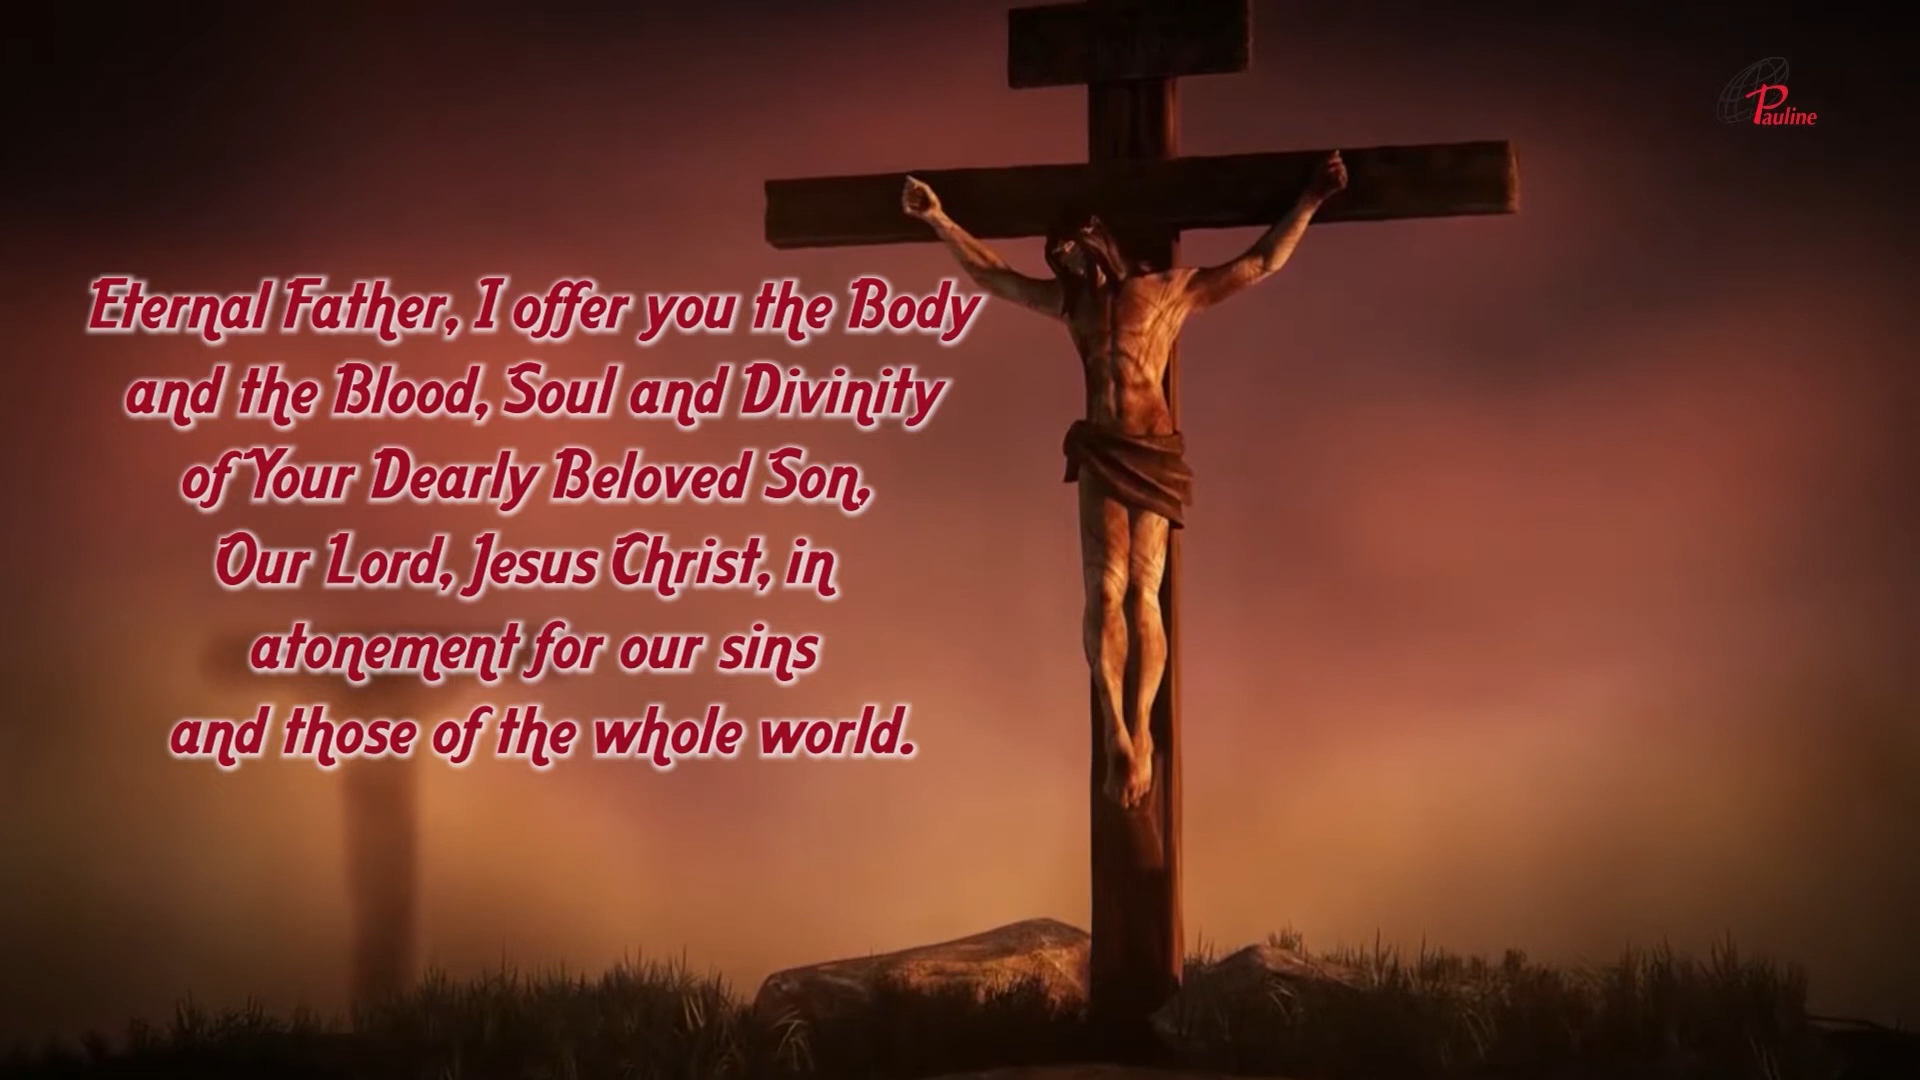 Eternal Father, I offer you the Body
and the Blood, Soul and Divinity
of Your Dearly Beloved Son,
Our Lord, Jesus Christ, in
atonement for our sins
and those of the whole world.
Pauline